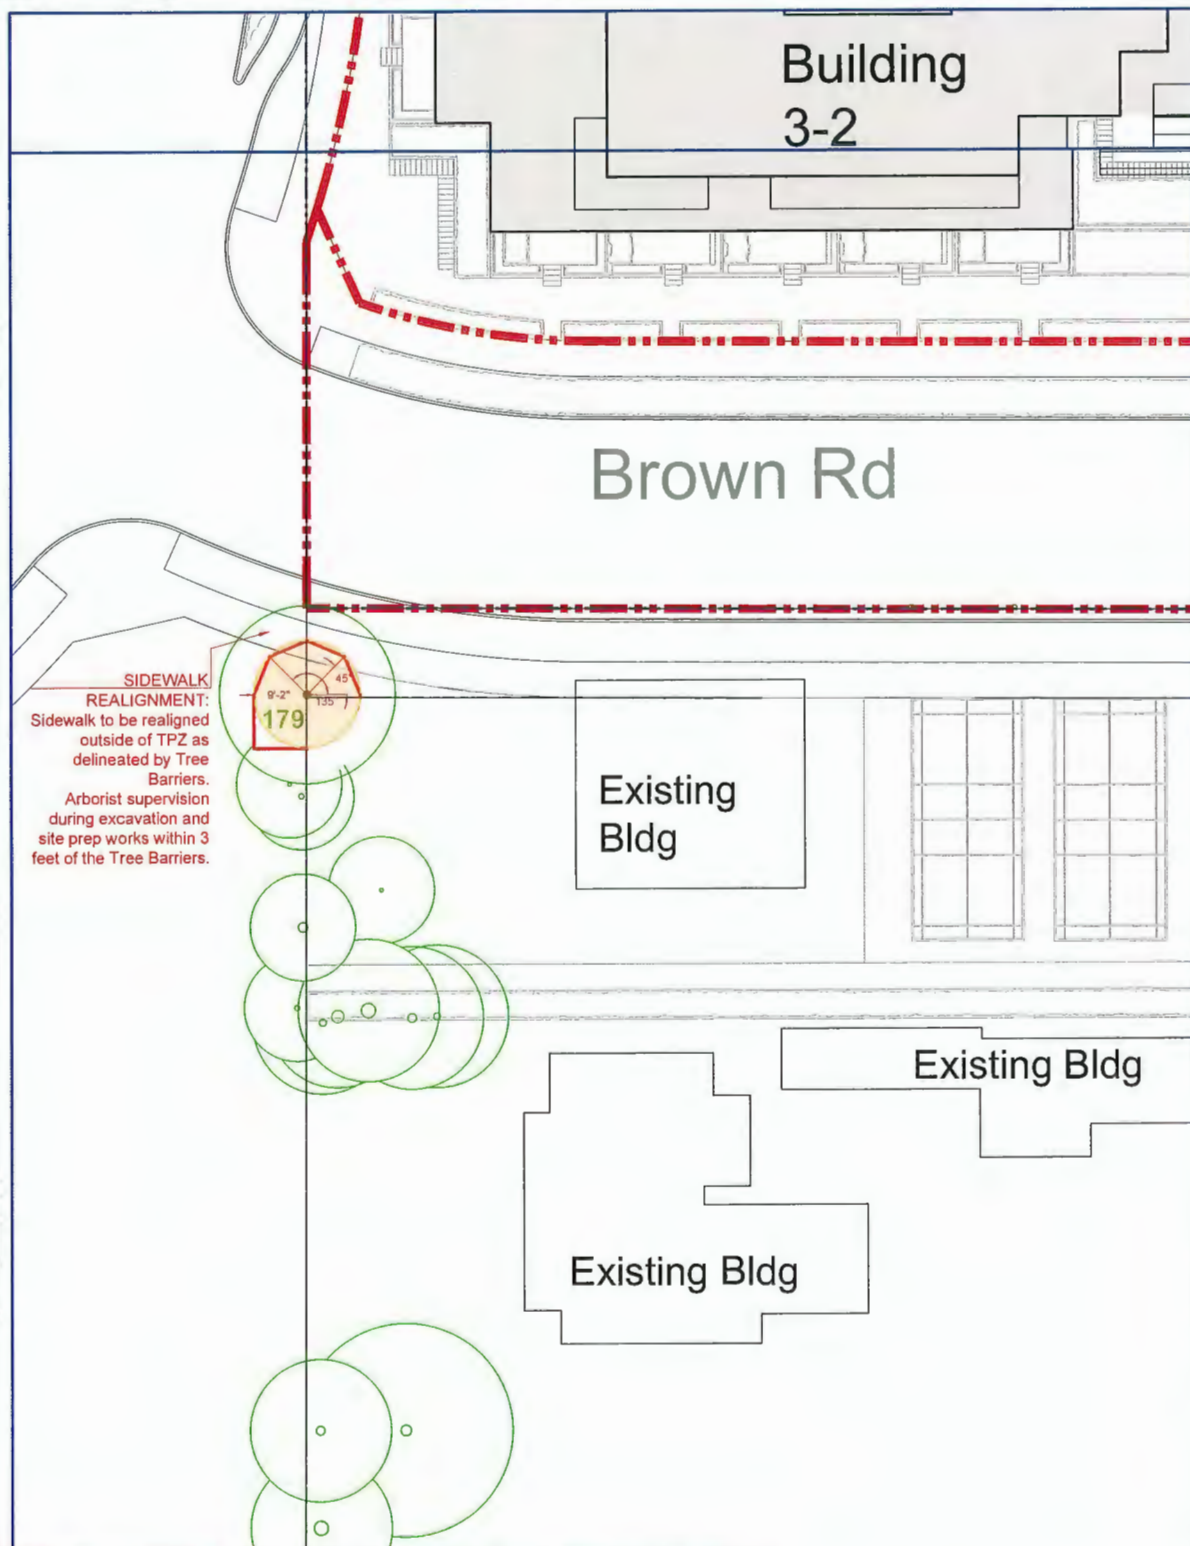 Building
3-2
Brown Rd
SIDEWALK
REALIGNMENT:
Sidewalk to be realigned
outside of TPZ as
delineated by Tree
Barriers.
Arborist supervision
during excavation and
site prep works within 3
feet of the Tree Barriers.
45°
9'-2"
135°
179
Existing
Bldg
Existing Bldg
Existing Bldg